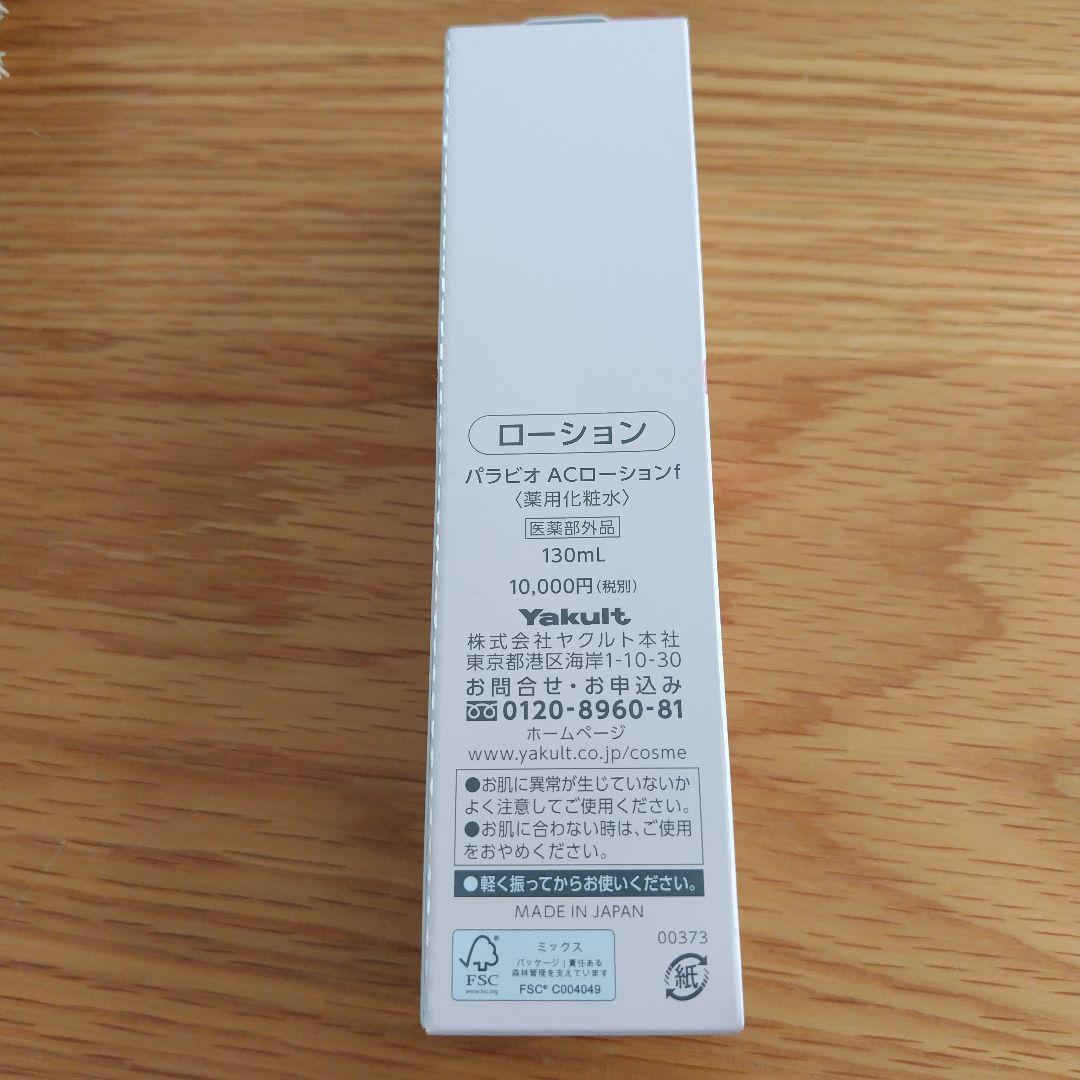 ローション
パラビオ ACローションf
〈薬用化粧水〉
医薬部外品
130mL
10,000円(税別)
Yakult
株式会社ヤクルト本社
東京都港区海岸1-10-30
お問合せ・お申込み
0120-8960-81
ホームページ
www.yakult.co.jp/cosme
●お肌に異常が生じていないか
よく注意してご使用ください。
●お肌に合わない時は、ご使用
をおやめください。
●軽く振ってからお使いください。
MADE IN JAPAN
00373
紙
FSC®
www.fsc.org
ミックス
パッケージ|責任ある
森林管理を支えています
FSC® C004049